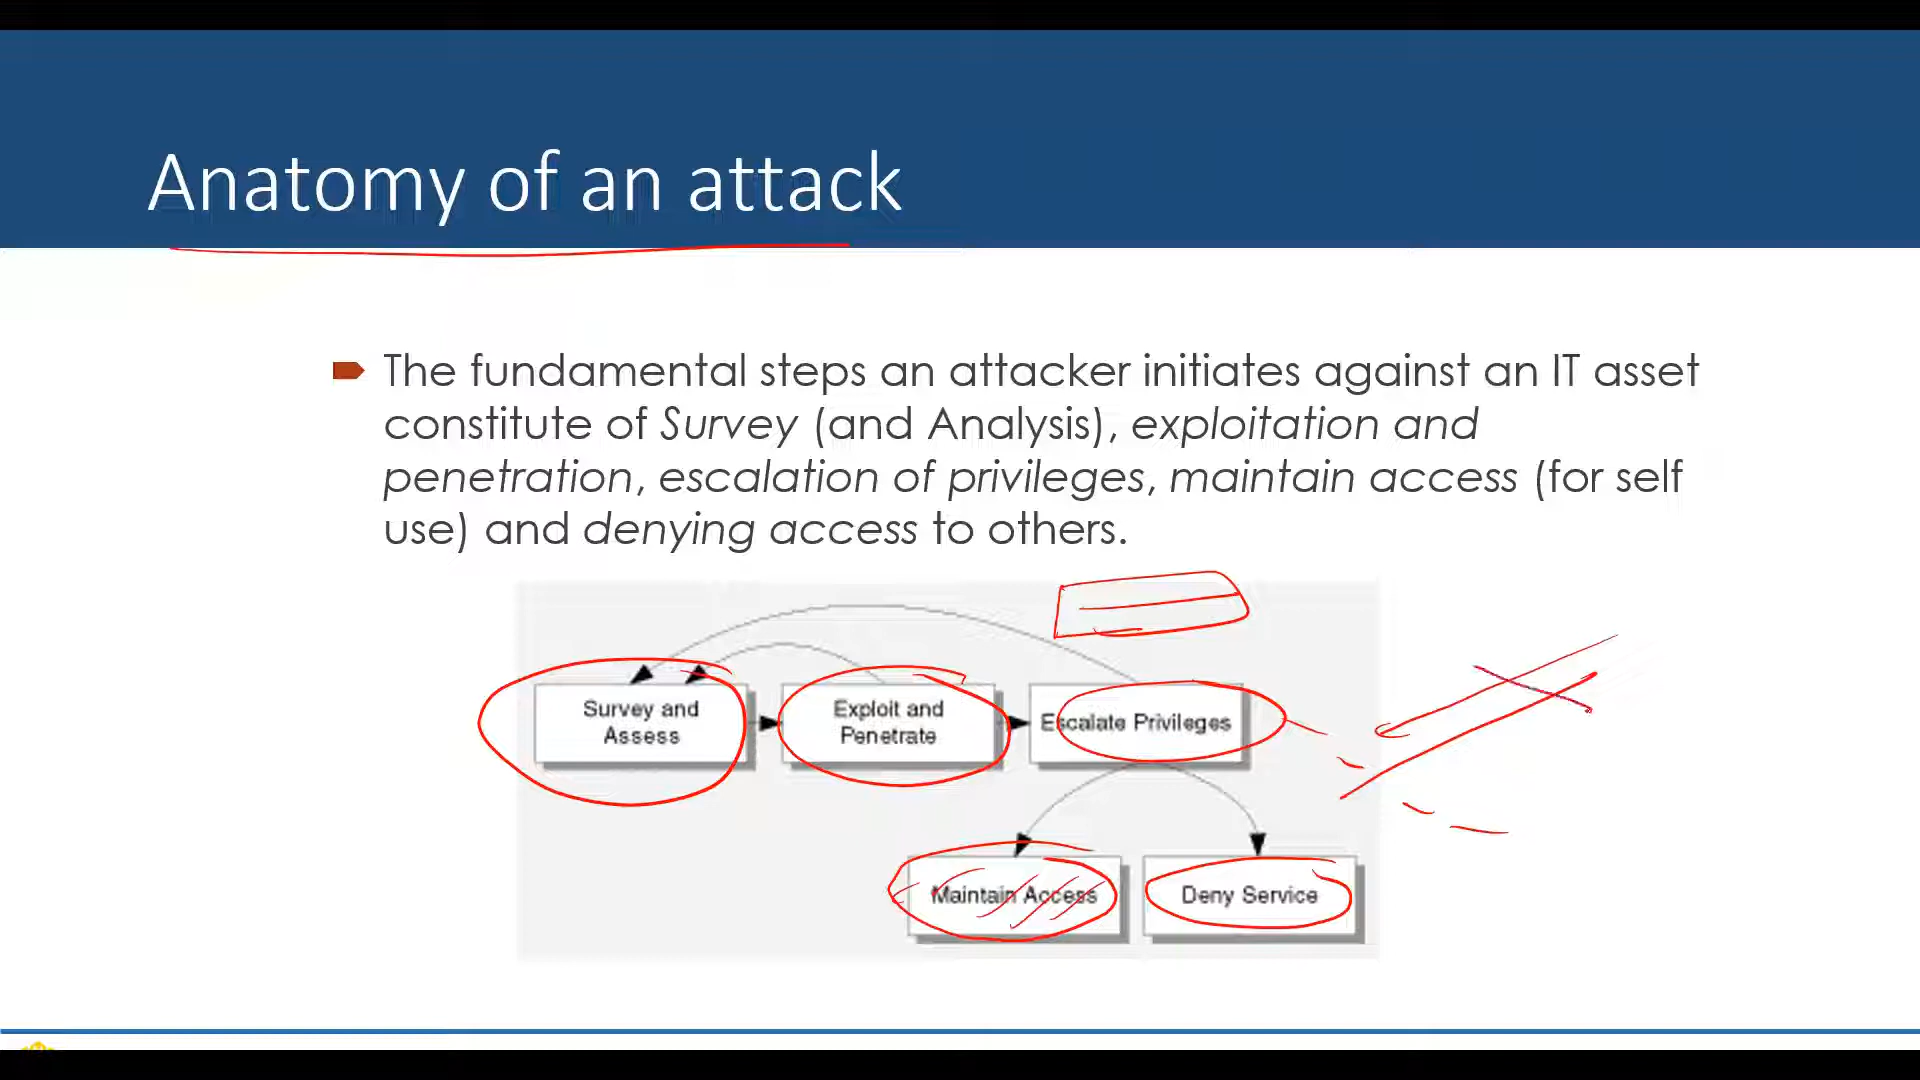 Anatomy of an attack
The fundamental steps an attacker initiates against an IT asset
constitute of Survey (and Analysis), exploitation and
penetration, escalation of privileges, maintain access (for self
use) and denying access to others.
Survey and
Assess
Exploit and
Penetrate
Escalate Privileges
Maintain Access
Deny Service